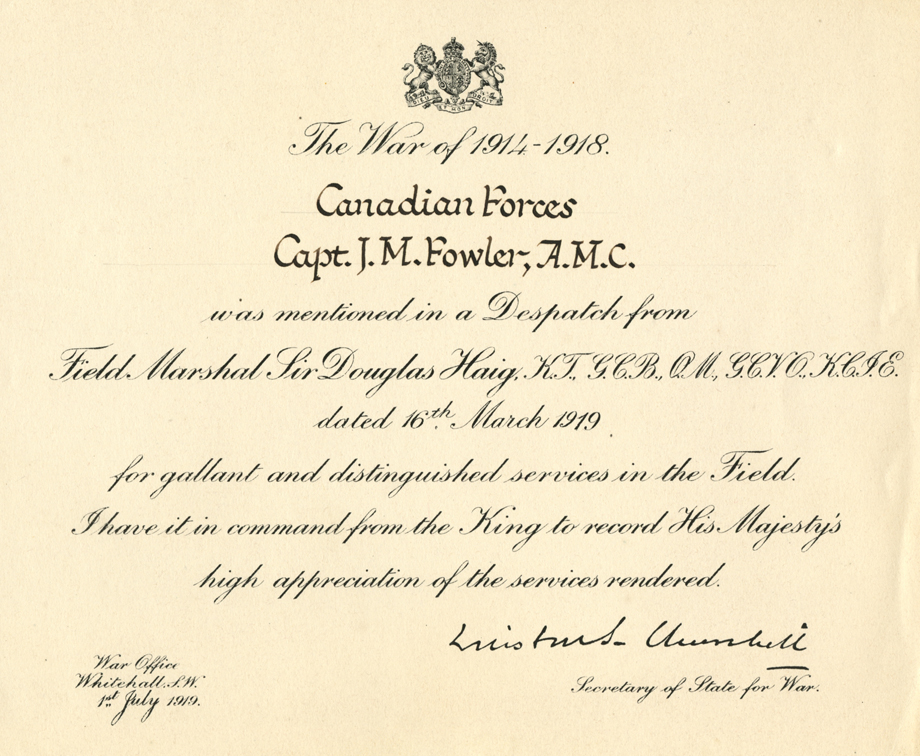 The War of 1914-1918.
Canadian Forces
Capt. J. M. Fowler, A.M.C.
was mentioned in a Despatch from
Field Marshal Sir Douglas Haig, K.T., G.C.B., O.M., G.C.V.O., K.C.I.E.
dated 16th March 1919
for gallant and distinguished services in the Field.
I have it in command from the King to record His Majesty's
high appreciation of the services rendered.
Winston S. Churchill
Secretary of State for War.
War Office
Whitehall. S.W.
1st July 1919.